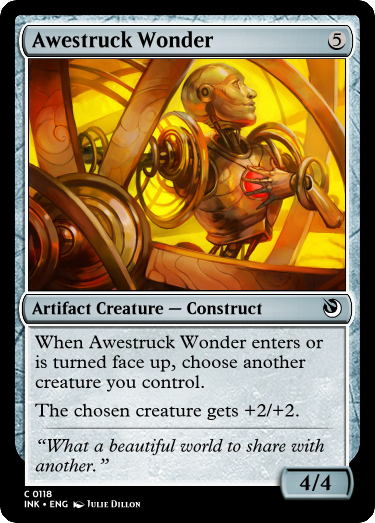 Awestruck Wonder 5
Artifact Creature — Construct
When Awestruck Wonder enters or
is turned face up, choose another
creature you control.
The chosen creature gets +2/+2.
“What a beautiful world to share with
another.”
4/4
C 0118
INK • ENG Julie Dillon